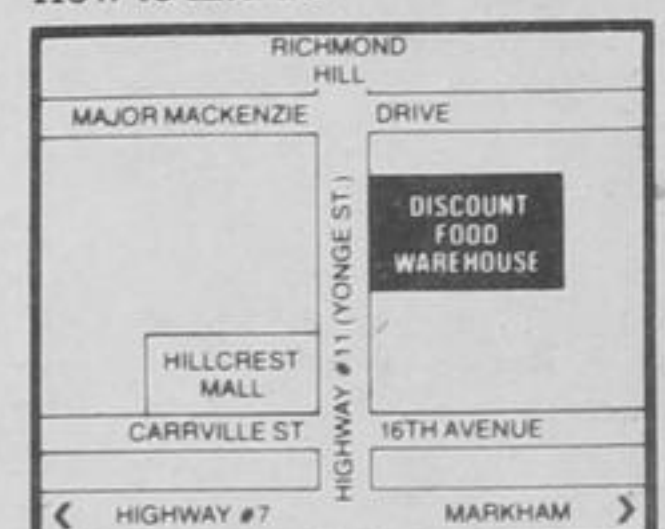 RICHMOND
HILL
MAJOR MACKENZIE DRIVE
DISCOUNT
FOOD
WAREHOUSE
HIGHWAY #11 (YONGE ST.)
HILLCREST
MALL
CARRVILLE ST 16TH AVENUE
< HIGHWAY #7 MARKHAM >